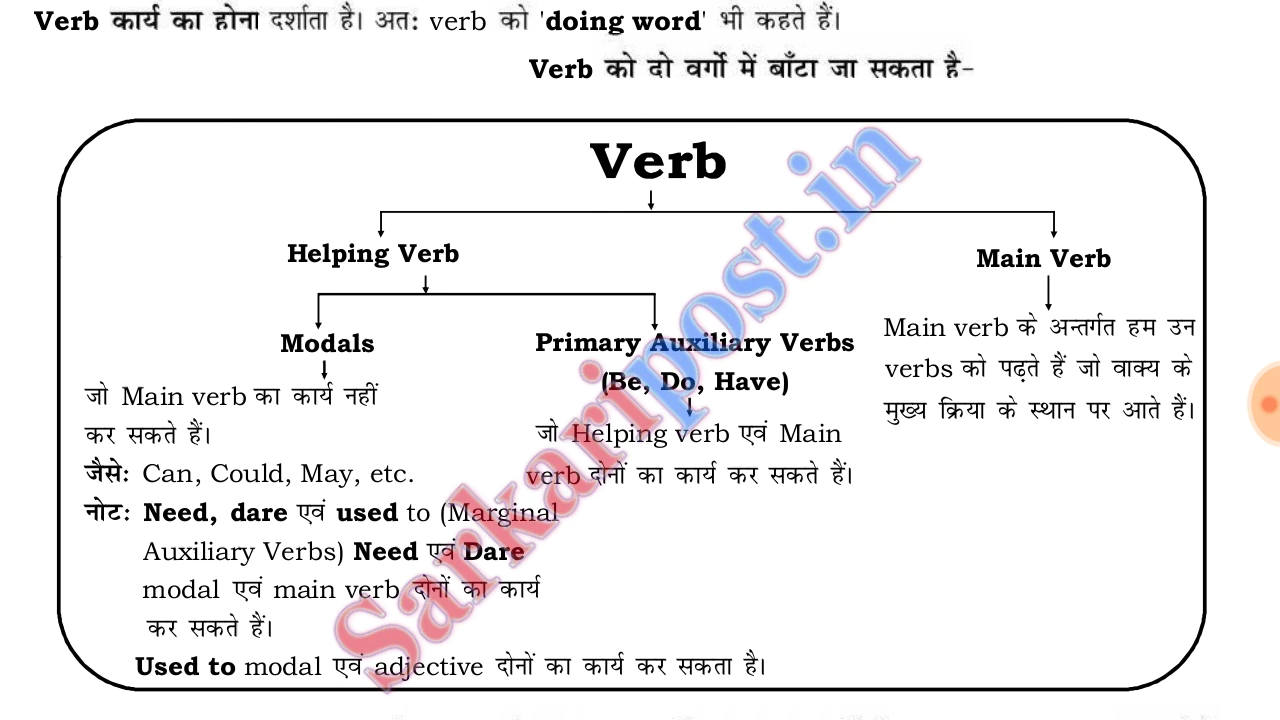 Verb कार्य का होना दर्शाता है। अत: verb को 'doing word' भी कहते हैं।
Verb को दो वर्गो में बाँटा जा सकता है-
Verb
Helping Verb
Main Verb
Modals
जो Main verb का कार्य नहीं
कर सकते हैं।
जैसे: Can, Could, May, etc.
नोट: Need, dare एवं used to (Marginal
Auxiliary Verbs) Need एवं Dare
modal एवं main verb दोनों का कार्य
कर सकते हैं।
Used to modal एवं adjective दोनों का कार्य कर सकता है।
Primary Auxiliary Verbs
(Be, Do, Have)
जो Helping verb एवं Main
verb दोनों का कार्य कर सकते हैं।
Main verb के अन्तर्गत हम उन
verbs को पढ़ते हैं जो वाक्य के
मुख्य क्रिया के स्थान पर आते हैं।
Sarkaripost.in